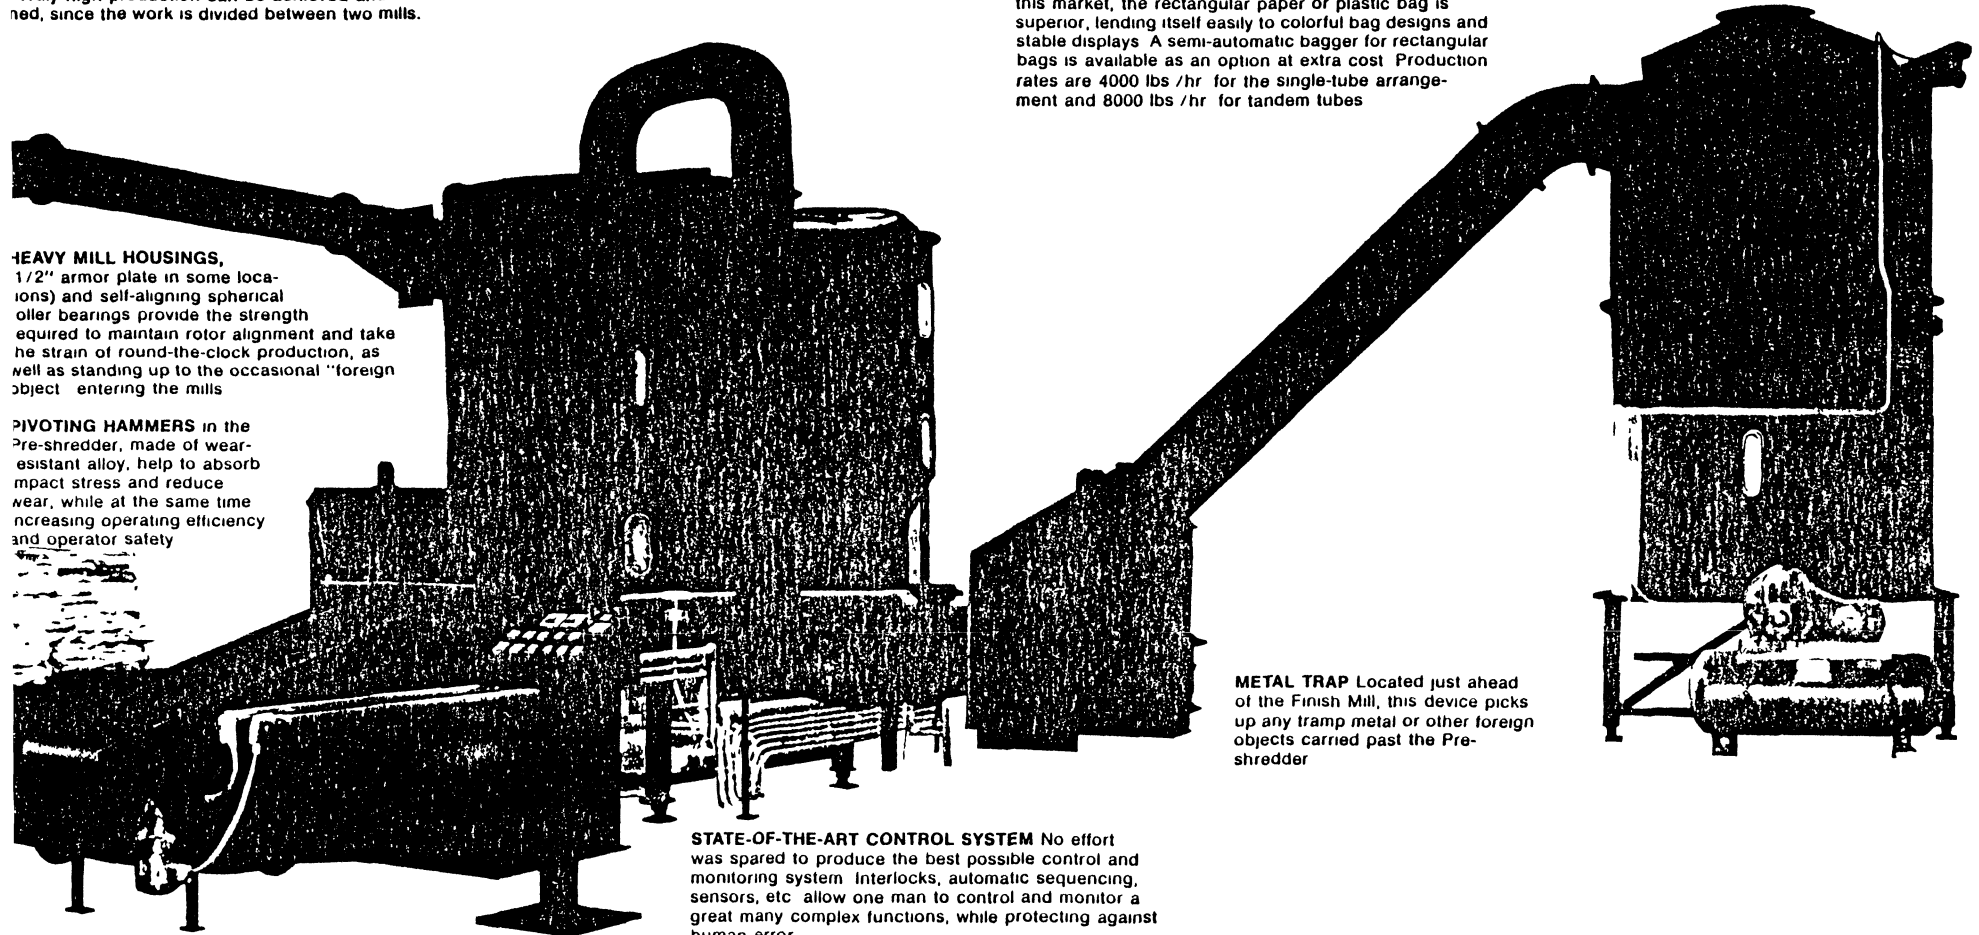 high production can be achieved
ned, since the work is divided between two mills.
this market, the rectangular paper or plastic bag is
superior, lending itself easily to colorful bag designs and
stable displays A semi-automatic bagger for rectangular
bags is available as an option at extra cost Production
rates are 4000 lbs /hr for the single-tube arrange-
ment and 8000 lbs /hr for tandem tubes
HEAVY MILL HOUSINGS,
1/2" armor plate in some loca-
ions) and self-aligning spherical
oller bearings provide the strength
equired to maintain rotor alignment and take
he strain of round-the-clock production, as
well as standing up to the occasional "foreign
object entering the mills
PIVOTING HAMMERS in the
Pre-shredder, made of wear-
esistant alloy, help to absorb
mpact stress and reduce
wear, while at the same time
ncreasing operating efficiency
and operator safety
METAL TRAP Located just ahead
of the Finish Mill, this device picks
up any tramp metal or other foreign
objects carried past the Pre-
shredder
STATE-OF-THE-ART CONTROL SYSTEM No effort
was spared to produce the best possible control and
monitoring system Interlocks, automatic sequencing,
sensors, etc allow one man to control and monitor a
great many complex functions, while protecting against
human error